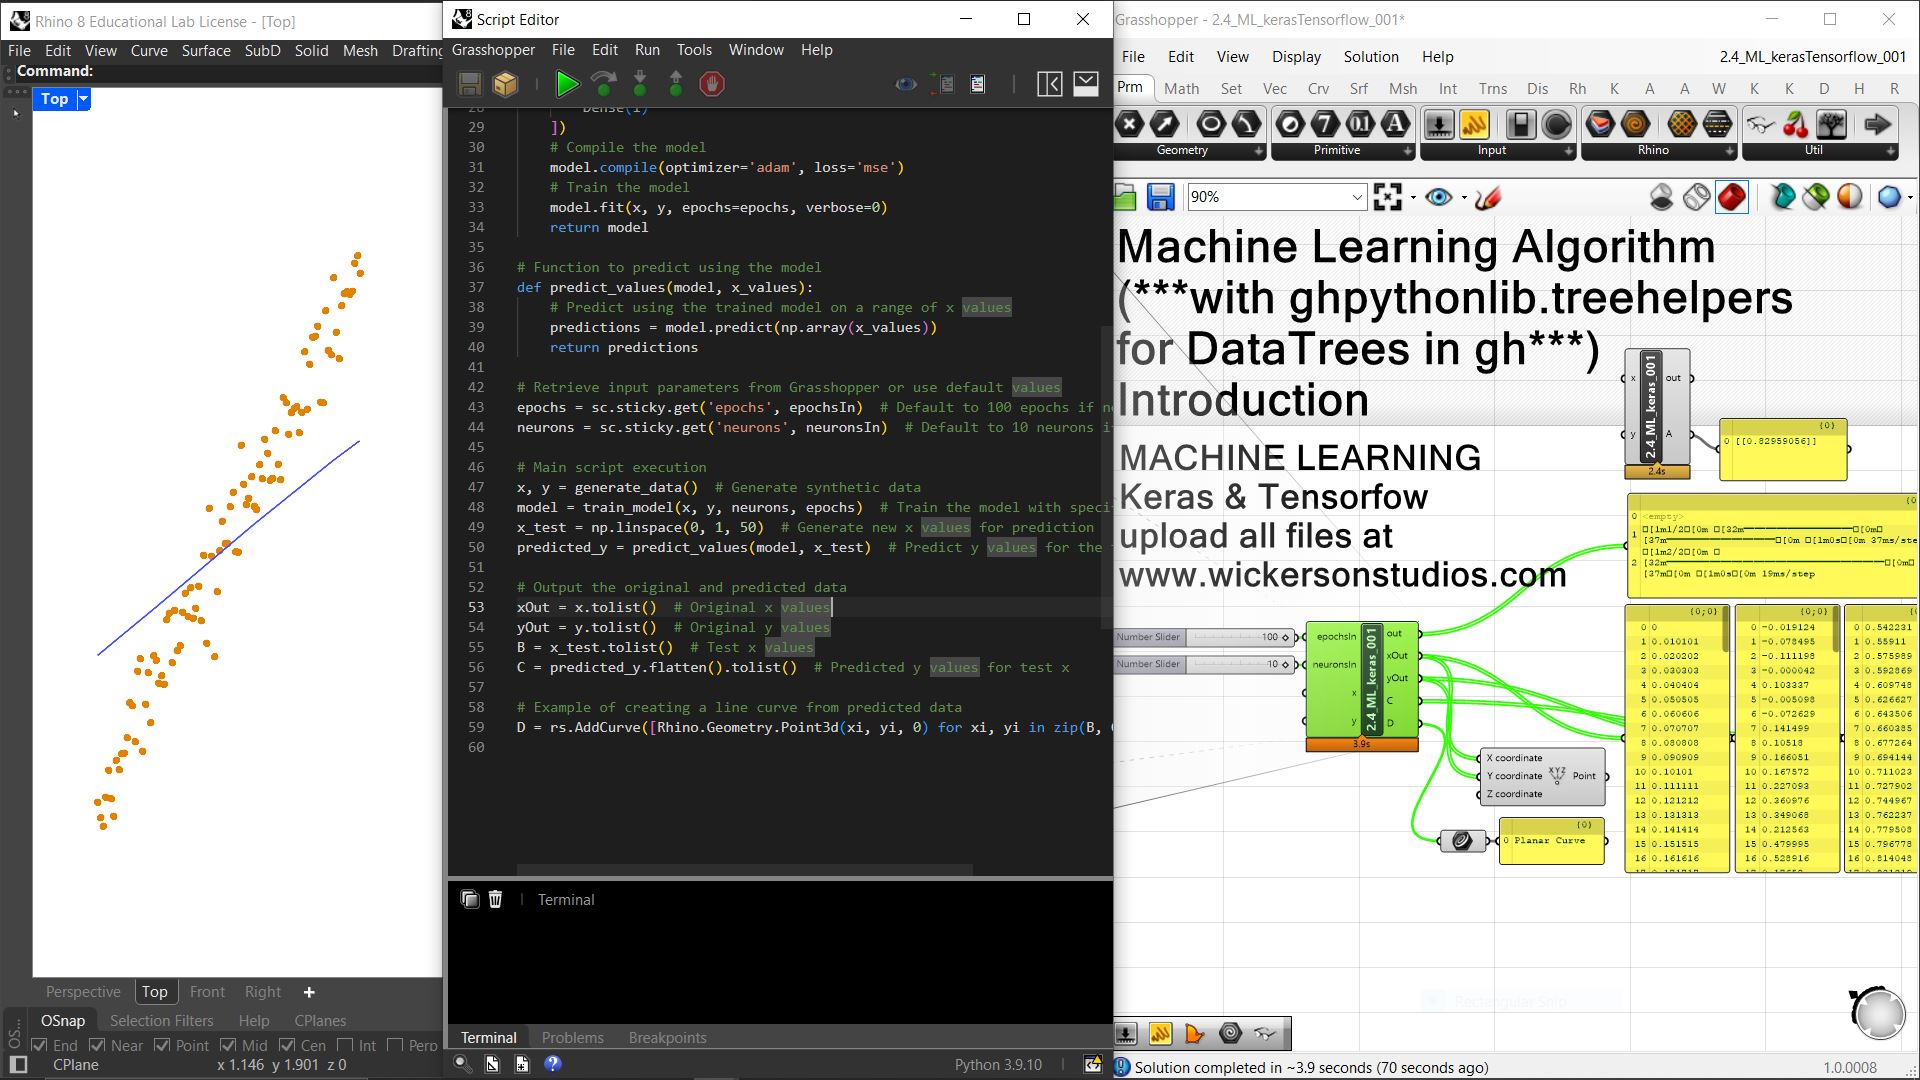 Rhino 8 Educational Lab License - [Top]
File Edit View Curve Surface SubD Solid Mesh Drafting
Command:
Top
Perspective Top Front Right
OSnap Selection Filters Help CPlanes
End Near Point Mid Cen Int Perp
CPlane x 1.146 y 1.901 z 0
Script Editor
Grasshopper File Edit Run Tools Window Help
29 ])
30 # Compile the model
31 model.compile(optimizer='adam', loss='mse')
32 # Train the model
33 model.fit(x, y, epochs=epochs, verbose=0)
34 return model
35
36 # Function to predict using the model
37 def predict_values(model, x_values):
38 # Predict using the trained model on a range of x values
39 predictions = model.predict(np.array(x_values))
40 return predictions
41
42 # Retrieve input parameters from Grasshopper or use default values
43 epochs = sc.sticky.get('epochs', epochsIn) # Default to 100 epochs if
44 neurons = sc.sticky.get('neurons', neuronsIn) # Default to 10 neurons
45
46 # Main script execution
47 x, y = generate_data() # Generate synthetic data
48 model = train_model(x, y, neurons, epochs) # Train the model with speci
49 x_test = np.linspace(0, 1, 50) # Generate new x values for prediction
50 predicted_y = predict_values(model, x_test) # Predict y values for the
51
52 # Output the original and predicted data
53 xOut = x.tolist() # Original x values
54 yOut = y.tolist() # Original y values
55 B = x_test.tolist() # Test x values
56 C = predicted_y.flatten().tolist() # Predicted y values for test x
57
58 # Example of creating a line curve from predicted data
59 D = rs.AddCurve([Rhino.Geometry.Point3d(xi, yi, 0) for xi, yi in zip(B,
60
Terminal
Terminal Problems Breakpoints
Python 3.9.10
Grasshopper - 2.4_ML_kerasTensorflow_001*
File Edit View Display Solution Help 2.4_ML_kerasTensorflow_001
Prm Math Set Vec Crv Srf Msh Int Trns Dis Rh K A A W K K D H R
Geometry Primitive Input Rhino Util
90%
Machine Learning Algorithm
(***with ghpythonlib.treehelpers
for DataTrees in gh***)
Introduction
MACHINE LEARNING
Keras & Tensorfow
upload all files at
www.wickersonstudios.com
x out
y A
2.4_ML_keras_001
2.4s
{0}
0 [[0.82959056]]
0 <empty>
Number Slider 100
Number Slider 10
epochsIn
neuronsIn
x
y
2.4_ML_keras_001
out
xOut
yOut
C
D
3.9s
X coordinate
Y coordinate
Z coordinate
XYZ
Point
{0}
0 Planar Curve
{0;0}
0 0
1 0.010101
2 0.020202
3 0.030303
4 0.040404
5 0.050505
6 0.060606
7 0.070707
8 0.080808
9 0.090909
10 0.10101
11 0.111111
12 0.121212
13 0.131313
14 0.141414
15 0.151515
16 0.161616
{0;0}
0 -0.019124
1 -0.078495
2 -0.111198
3 -0.000042
4 0.103337
5 -0.005098
6 -0.072629
7 0.141499
8 0.10518
9 0.166051
10 0.167572
11 0.227093
12 0.360976
13 0.349068
14 0.212563
15 0.479995
16 0.528916
0 0.542231
1 0.55911
2 0.575989
3 0.592869
4 0.609748
5 0.626627
6 0.643506
7 0.660385
8 0.677264
9 0.694144
10 0.711023
11 0.727902
12 0.744967
13 0.762237
14 0.779508
15 0.796778
16 0.814048
Solution completed in ~3.9 seconds (70 seconds ago)
1.0.0008